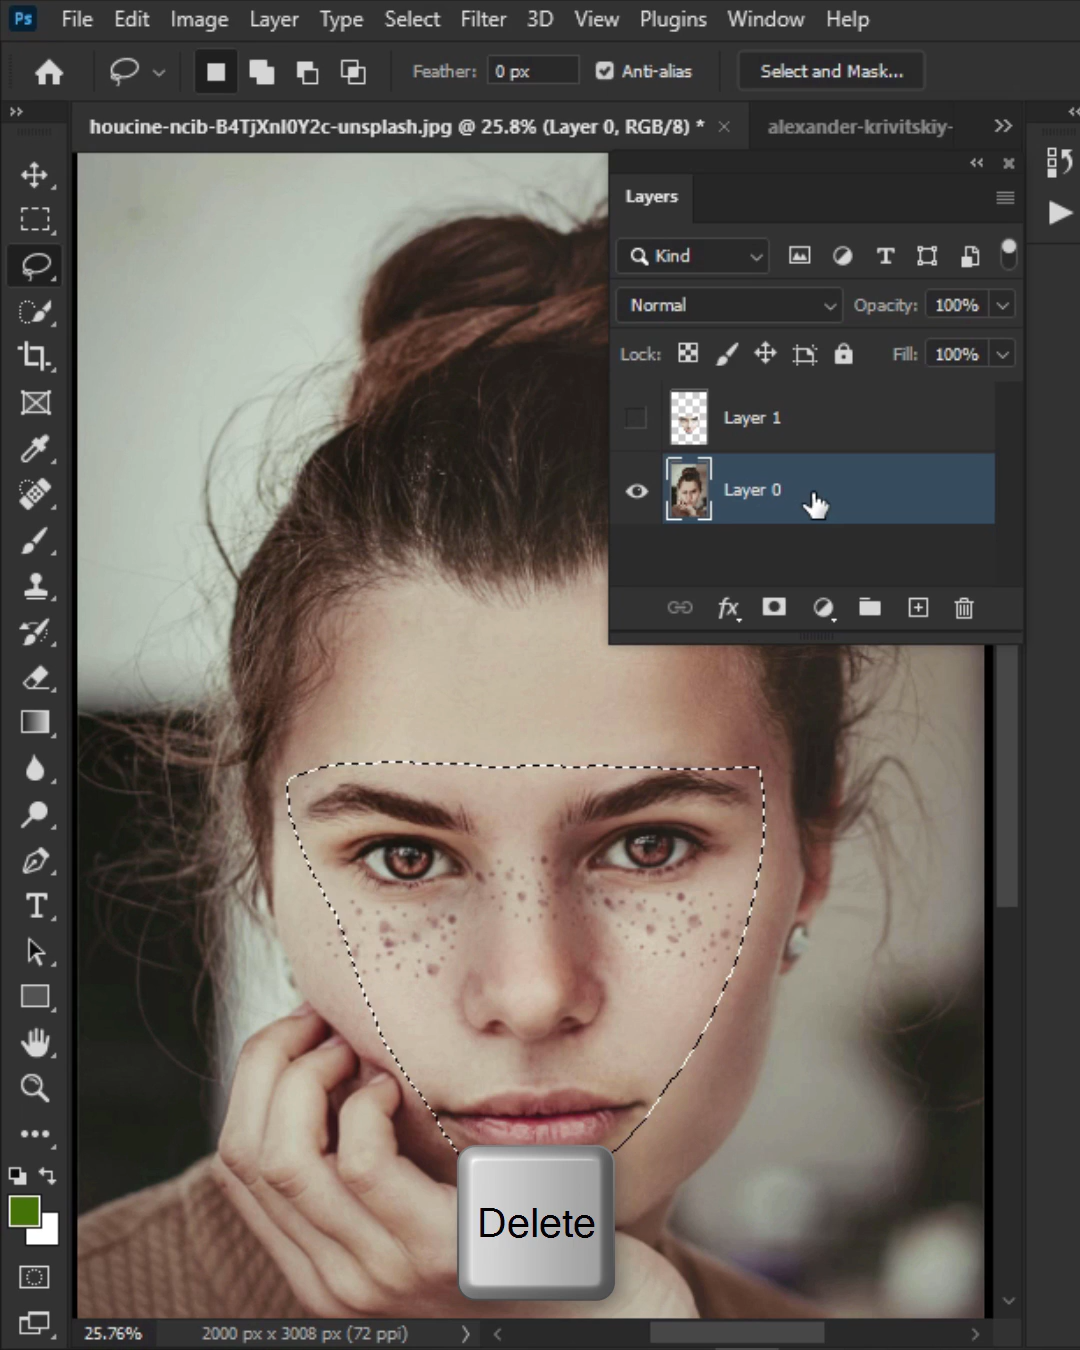 Ps File Edit Image Layer Type Select Filter 3D View Plugins Window Help
Feather: 0 px Anti-alias Select and Mask...
houcine-ncib-B4TjXnI0Y2c-unsplash.jpg @ 25.8% (Layer 0, RGB/8) * alexander-krivitskiy-
Layers
Kind
Normal Opacity: 100%
Lock: Fill: 100%
Layer 1
Layer 0
fx
Delete
25.76% 2000 px x 3008 px (72 ppi)